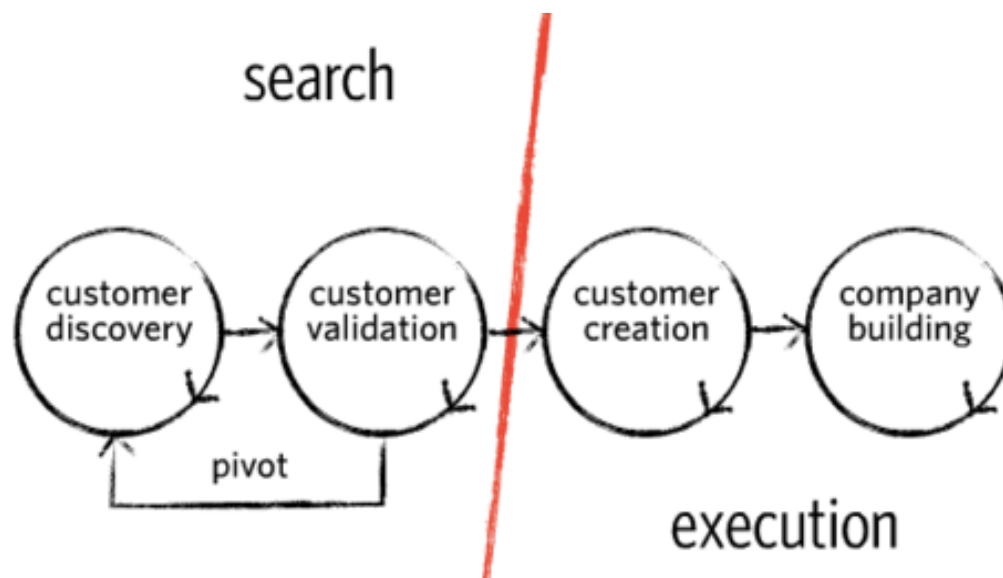 search
customer
discovery
customer
validation
customer
creation
company
building
pivot
execution